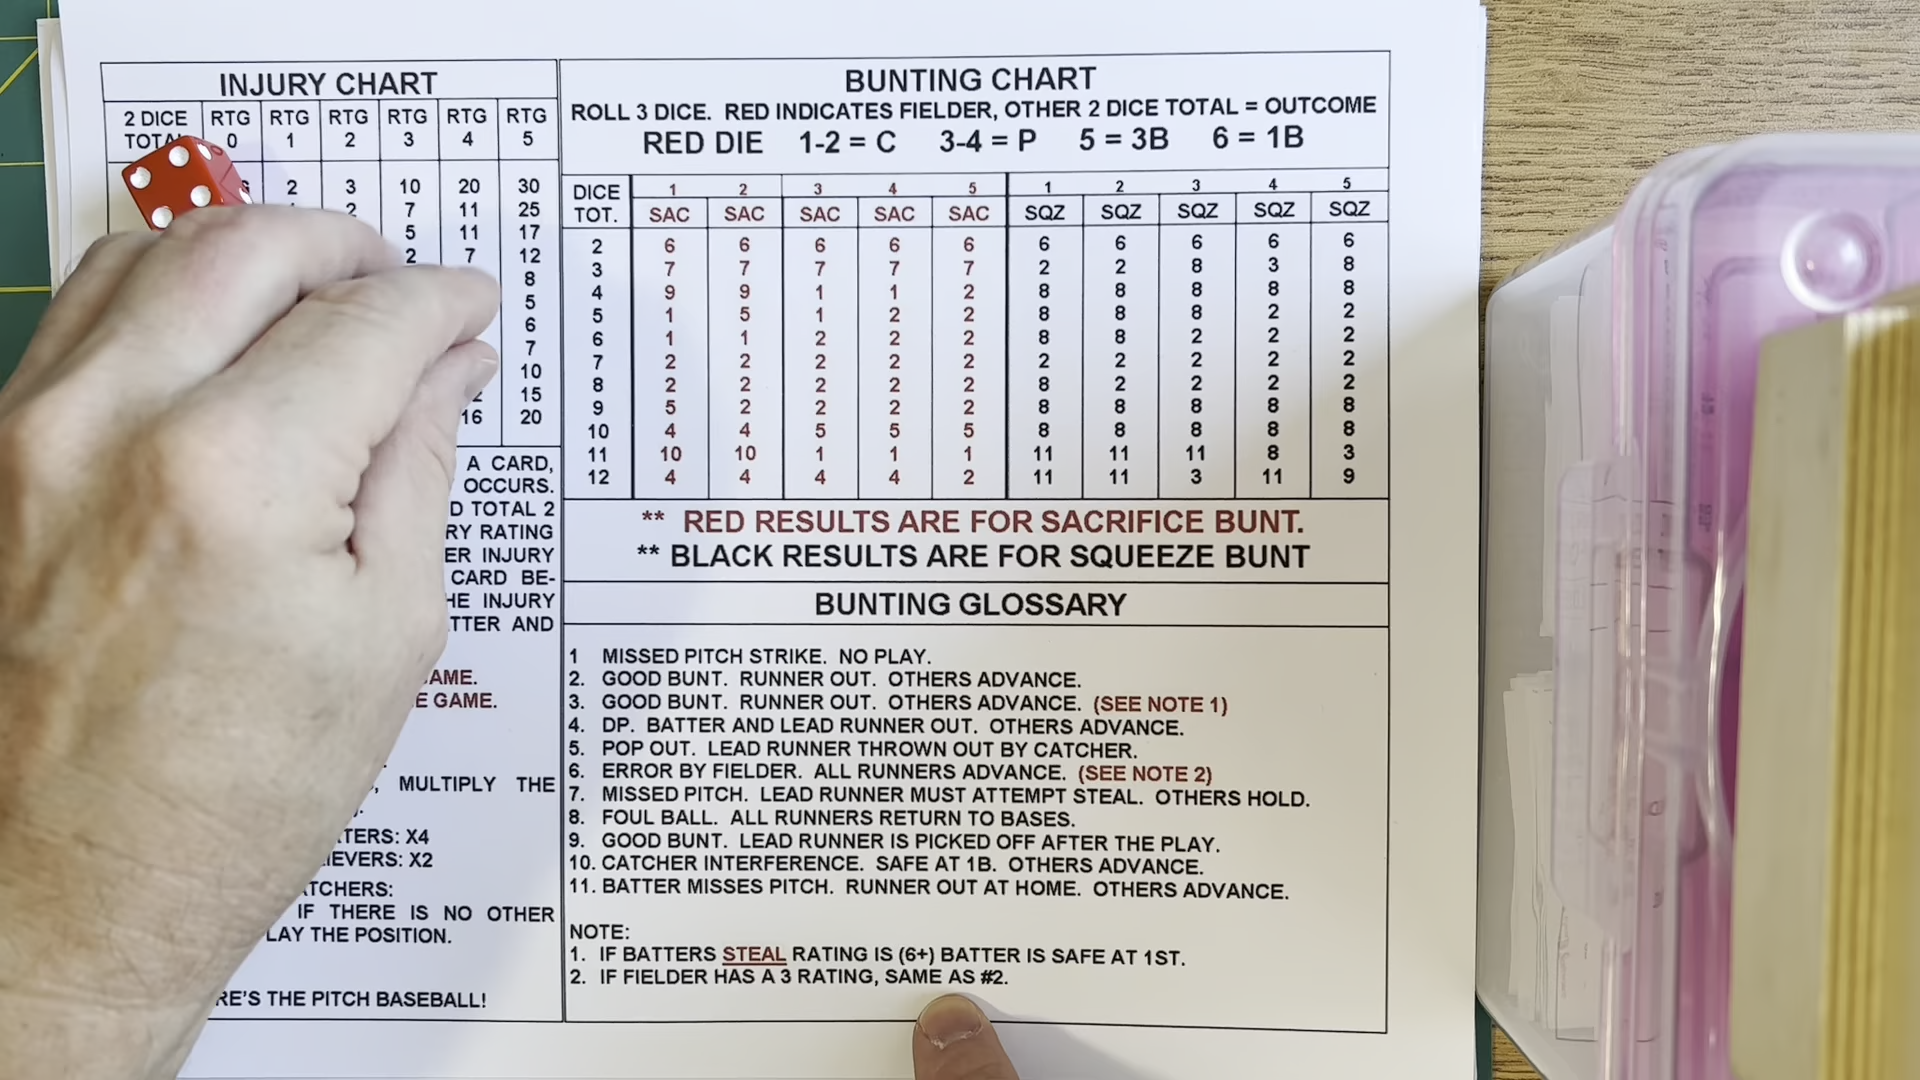 INJURY CHART
2 DICE RTG RTG RTG RTG RTG RTG
0 1 2 3 4 5
2 3 10 20 30
2 7 11 25
5 11 17
2 7 12
8
5
6
7
10
15
16 20
A CARD,
OCCURS.
D TOTAL 2
RY RATING
ER INJURY
CARD BE-
HE INJURY
TTER AND
AME.
E GAME.
, MULTIPLY THE
TERS: X4
IEVERS: X2
TCHERS:
IF THERE IS NO OTHER
LAY THE POSITION.
RE'S THE PITCH BASEBALL!
BUNTING CHART
ROLL 3 DICE. RED INDICATES FIELDER, OTHER 2 DICE TOTAL = OUTCOME
RED DIE 1-2 = C 3-4 = P 5 = 3B 6 = 1B
DICE 1 2 3 4 5 1 2 3 4 5
TOT. SAC SAC SAC SAC SAC SQZ SQZ SQZ SQZ SQZ
2 6 6 6 6 6 6 6 6 6 6
3 7 7 7 7 7 2 2 8 3 8
4 9 9 1 1 2 8 8 8 8 8
5 1 5 1 2 2 8 8 8 2 2
6 1 1 2 2 2 8 8 2 2 2
7 2 2 2 2 2 2 2 2 2 2
8 2 2 2 2 2 8 2 2 2 2
9 5 2 2 2 2 8 8 8 8 8
10 4 4 5 5 5 8 8 8 8 8
11 10 10 1 1 1 11 11 11 8 3
12 4 4 4 4 2 11 11 3 11 9
** RED RESULTS ARE FOR SACRIFICE BUNT.
** BLACK RESULTS ARE FOR SQUEEZE BUNT
BUNTING GLOSSARY
1 MISSED PITCH STRIKE. NO PLAY.
2. GOOD BUNT. RUNNER OUT. OTHERS ADVANCE.
3. GOOD BUNT. RUNNER OUT. OTHERS ADVANCE. (SEE NOTE 1)
4. DP. BATTER AND LEAD RUNNER OUT. OTHERS ADVANCE.
5. POP OUT. LEAD RUNNER THROWN OUT BY CATCHER.
6. ERROR BY FIELDER. ALL RUNNERS ADVANCE. (SEE NOTE 2)
7. MISSED PITCH. LEAD RUNNER MUST ATTEMPT STEAL. OTHERS HOLD.
8. FOUL BALL. ALL RUNNERS RETURN TO BASES.
9. GOOD BUNT. LEAD RUNNER IS PICKED OFF AFTER THE PLAY.
10. CATCHER INTERFERENCE. SAFE AT 1B. OTHERS ADVANCE.
11. BATTER MISSES PITCH. RUNNER OUT AT HOME. OTHERS ADVANCE.
NOTE:
1. IF BATTERS STEAL RATING IS (6+) BATTER IS SAFE AT 1ST.
2. IF FIELDER HAS A 3 RATING, SAME AS #2.